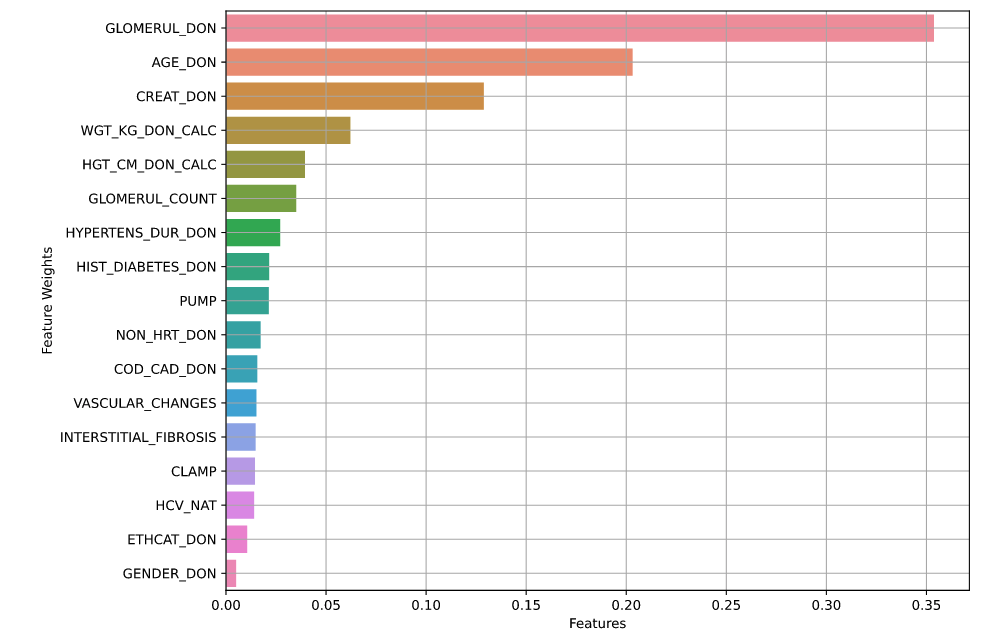 GLOMERUL_DON
AGE_DON
CREAT_DON
WGT_KG_DON_CALC
HGT_CM_DON_CALC
GLOMERUL_COUNT
HYPERTENS_DUR_DON
HIST_DIABETES_DON
PUMP
NON_HRT_DON
COD_CAD_DON
VASCULAR_CHANGES
INTERSTITIAL_FIBROSIS
CLAMP
HCV_NAT
ETHCAT_DON
GENDER_DON
Feature Weights
0.00 0.05 0.10 0.15 0.20 0.25 0.30 0.35
Features